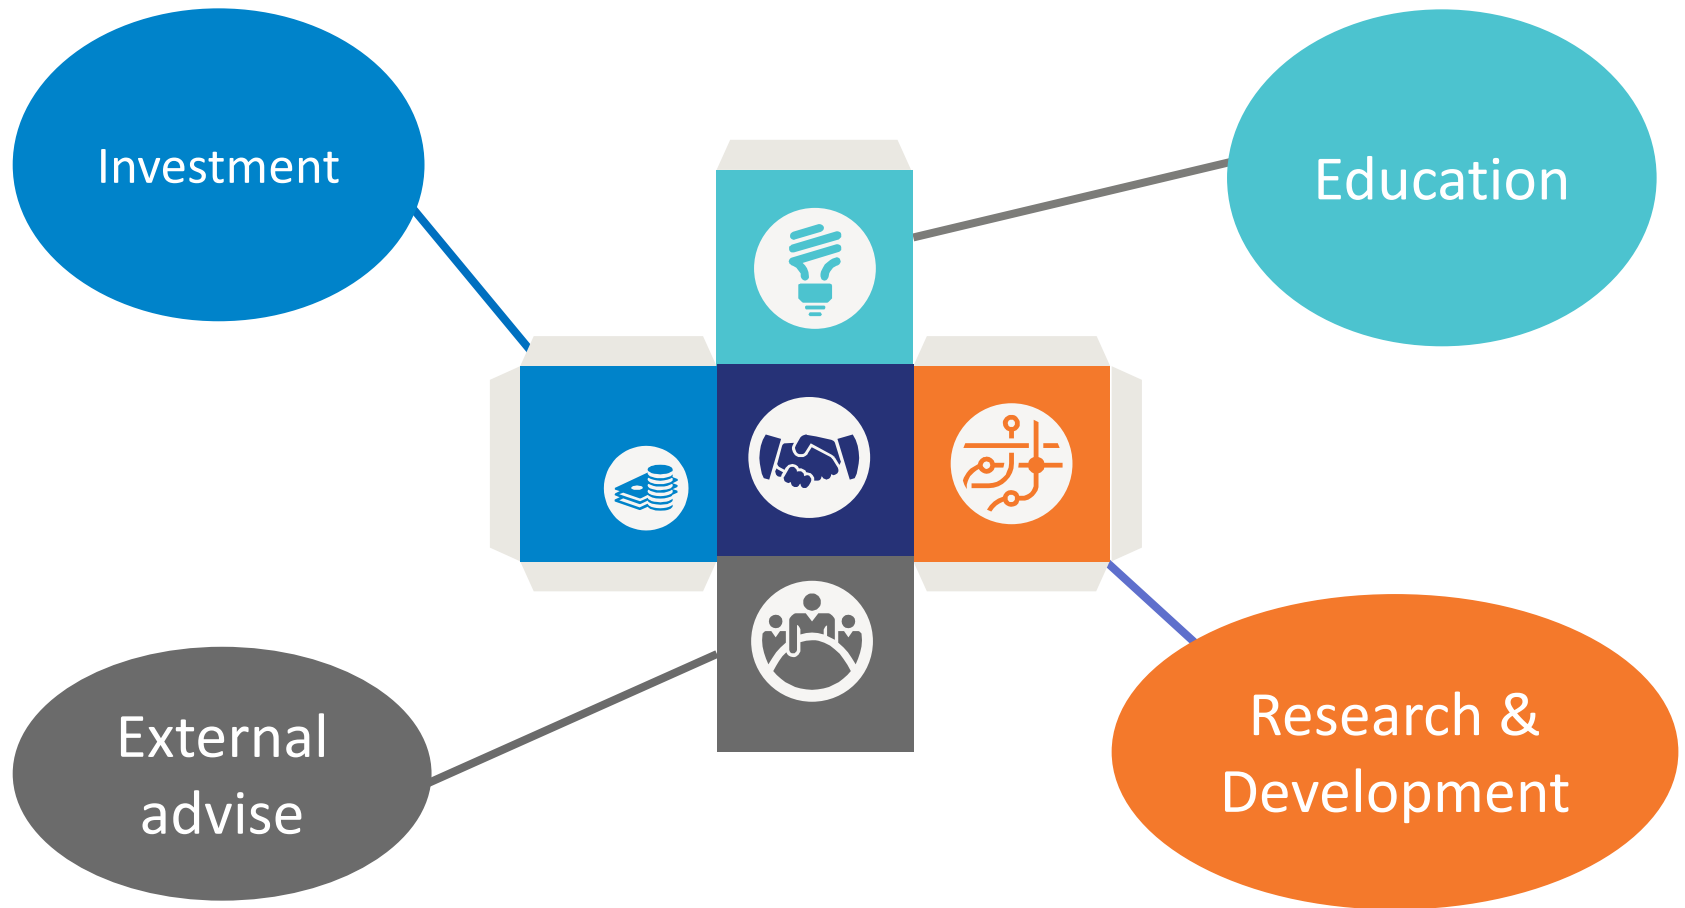 Investment
Education
External
advise
Research &
Development